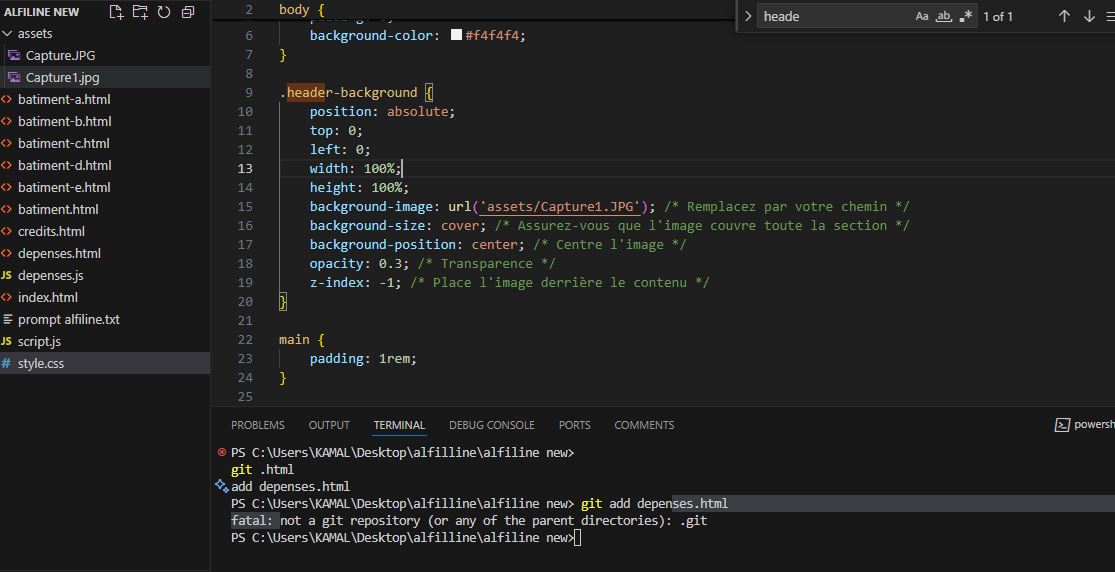 ALFILINE NEW
assets
Capture.JPG
Capture1.jpg
batiment-a.html
batiment-b.html
batiment-c.html
batiment-d.html
batiment-e.html
batiment.html
credits.html
depenses.html
JS depenses.js
index.html
prompt alfiline.txt
JS script.js
# style.css
heade
Aa ab .* 1 of 1
2 body {
6 background-color: #f4f4f4;
7 }
8
9 .header-background {
10 position: absolute;
11 top: 0;
12 left: 0;
13 width: 100%;
14 height: 100%;
15 background-image: url('assets/Capture1.JPG'); /* Remplacez par votre chemin */
16 background-size: cover; /* Assurez-vous que l'image couvre toute la section */
17 background-position: center; /* Centre l'image */
18 opacity: 0.3; /* Transparence */
19 z-index: -1; /* Place l'image derrière le contenu */
20 }
21
22 main {
23 padding: 1rem;
24 }
25
PROBLEMS OUTPUT TERMINAL DEBUG CONSOLE PORTS COMMENTS
powersh
PS C:\Users\KAMAL\Desktop\alfilline\alfiline new>
git .html
add depenses.html
PS C:\Users\KAMAL\Desktop\alfilline\alfiline new> git add depenses.html
fatal: not a git repository (or any of the parent directories): .git
PS C:\Users\KAMAL\Desktop\alfilline\alfiline new>